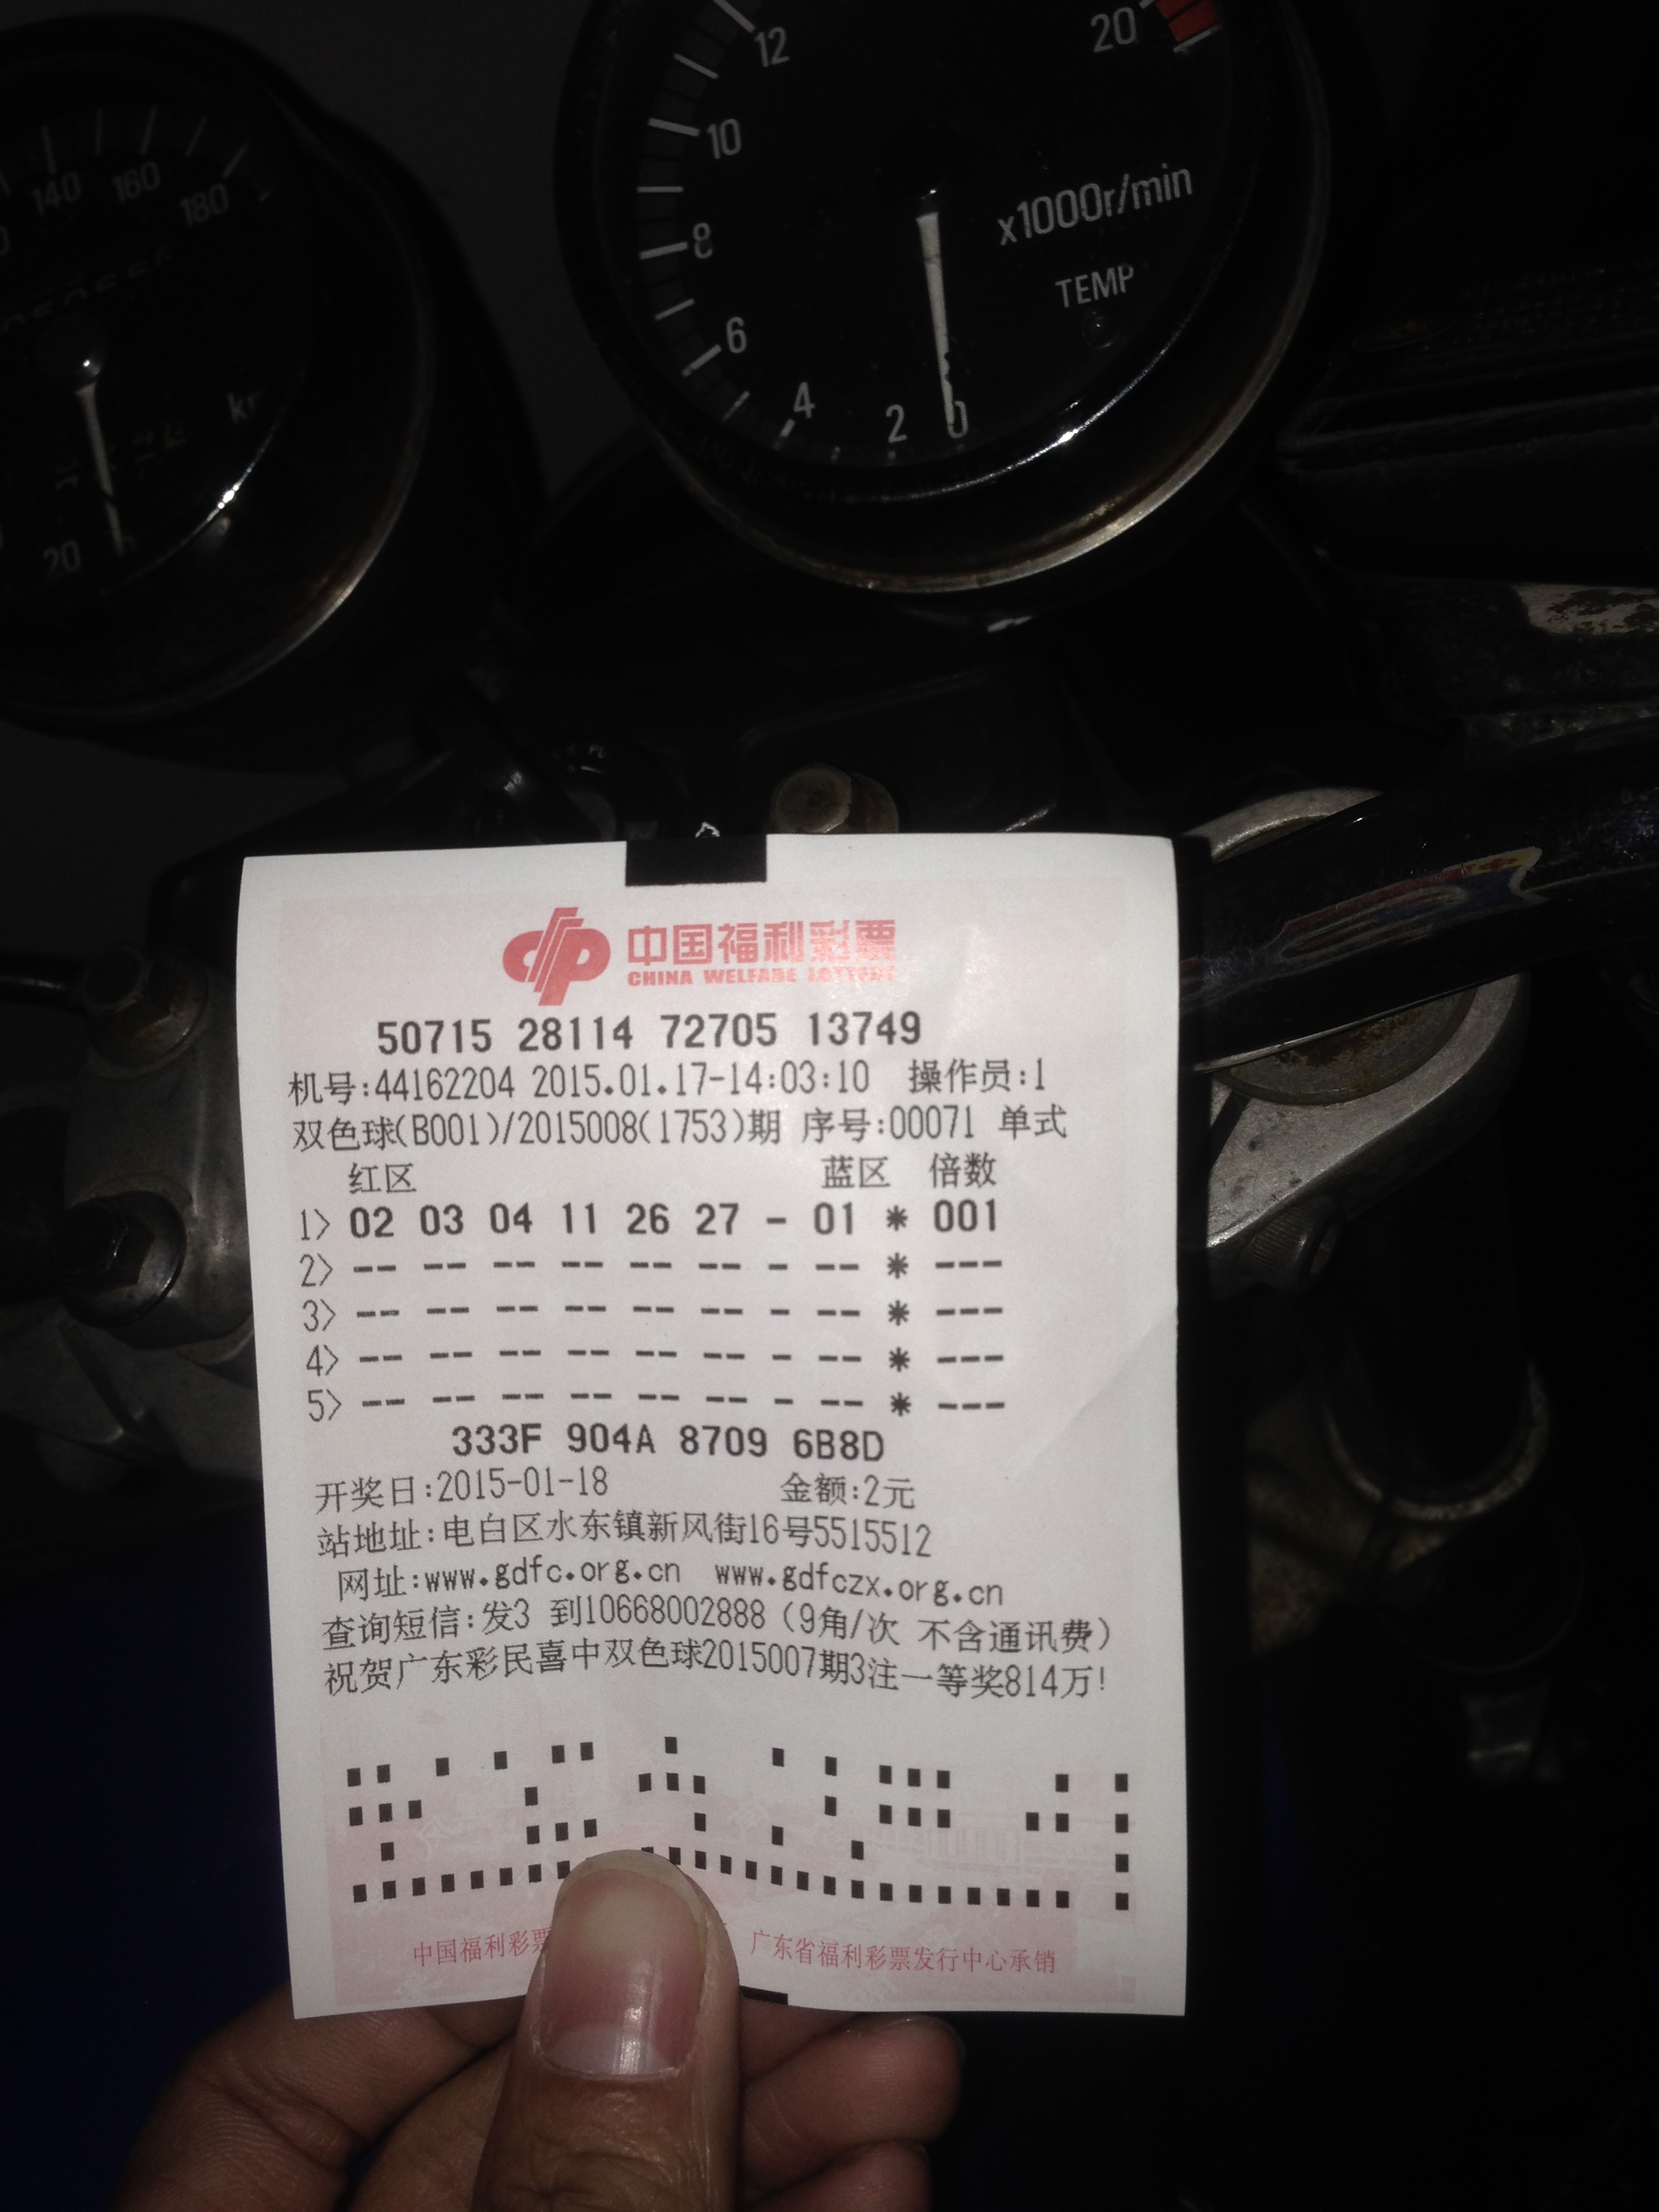 140 160 180
20
12 20
10
x1000r/min
8
TEMP
6
4 2 0
中国福利彩票
CHINA WELFARE LOTTERY
50715 28114 72705 13749
机号:44162204 2015.01.17-14:03:10 操作员:1
双色球(B001)/2015008(1753)期 序号:00071 单式
红区 蓝区 倍数
1> 02 03 04 11 26 27 - 01 * 001
2> -- -- -- -- -- -- - -- * ---
3> -- -- -- -- -- -- - -- * ---
4> -- -- -- -- -- -- - -- * ---
5> -- -- -- -- -- -- - -- * ---
333F 904A 8709 6B8D
开奖日:2015-01-18 金额:2元
站地址:电白区水东镇新风街16号5515512
网址:www.gdfc.org.cn www.gdfczx.org.cn
查询短信:发3 到10668002888（9角/次 不含通讯费）
祝贺广东彩民喜中双色球2015007期3注一等奖814万!
中国福利彩票 广东省福利彩票发行中心承销